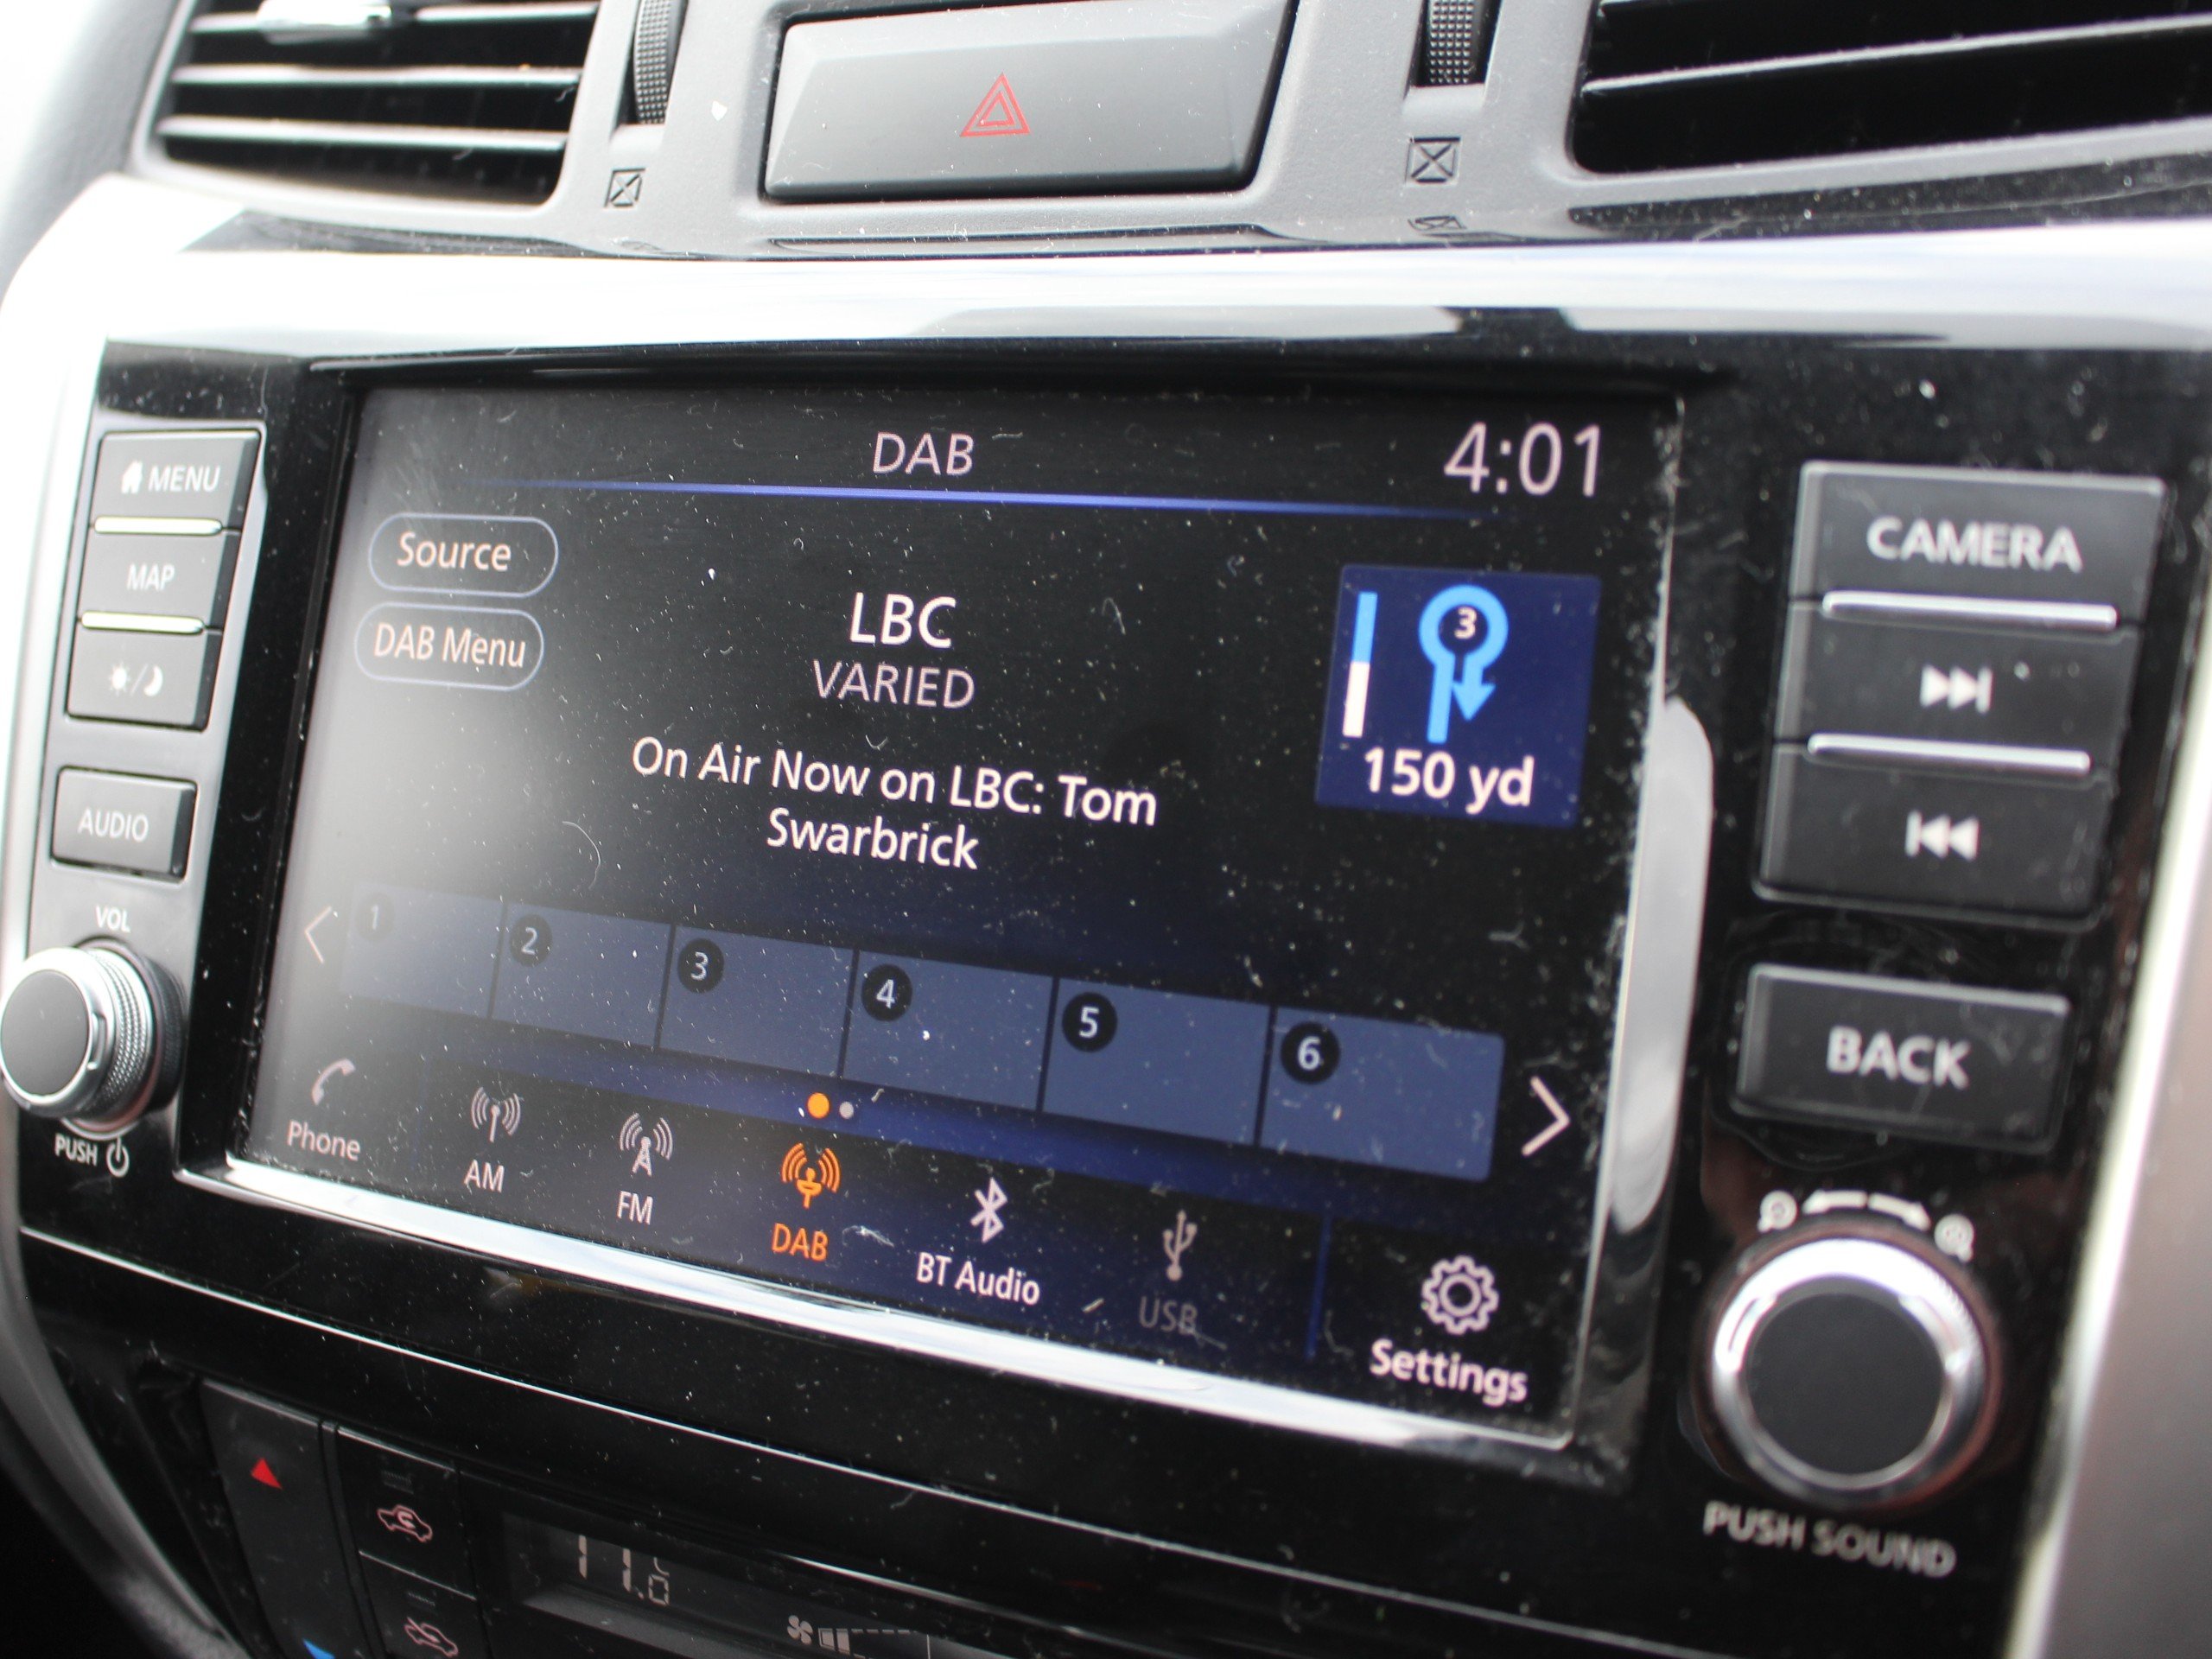 DAB
4:01
MENU
MAP
AUDIO
VOL
PUSH
Source
DAB Menu
LBC
VARIED
On Air Now on LBC: Tom
Swarbrick
3
150 yd
1
2
3
4
5
6
Phone
AM
FM
DAB
BT Audio
USB
Settings
CAMERA
BACK
PUSH SOUND